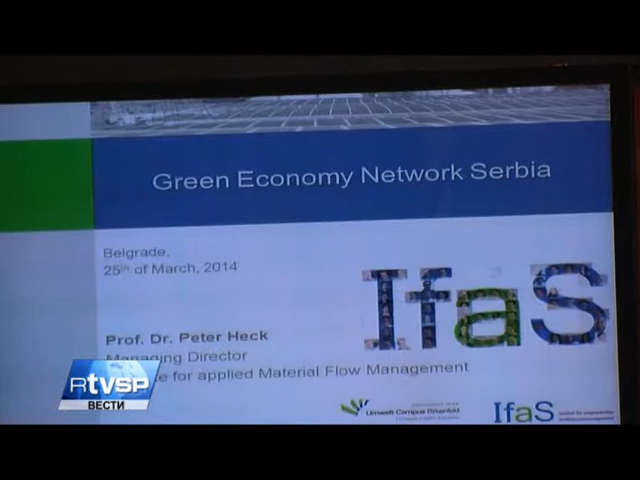 Green Economy Network Serbia
Belgrade,
25th of March, 2014
IfaS
Prof. Dr. Peter Heck
Managing Director
for applied Material Flow Management
RTVSP
ВЕСТИ
Umwelt-Campus Birkenfeld
IfaS